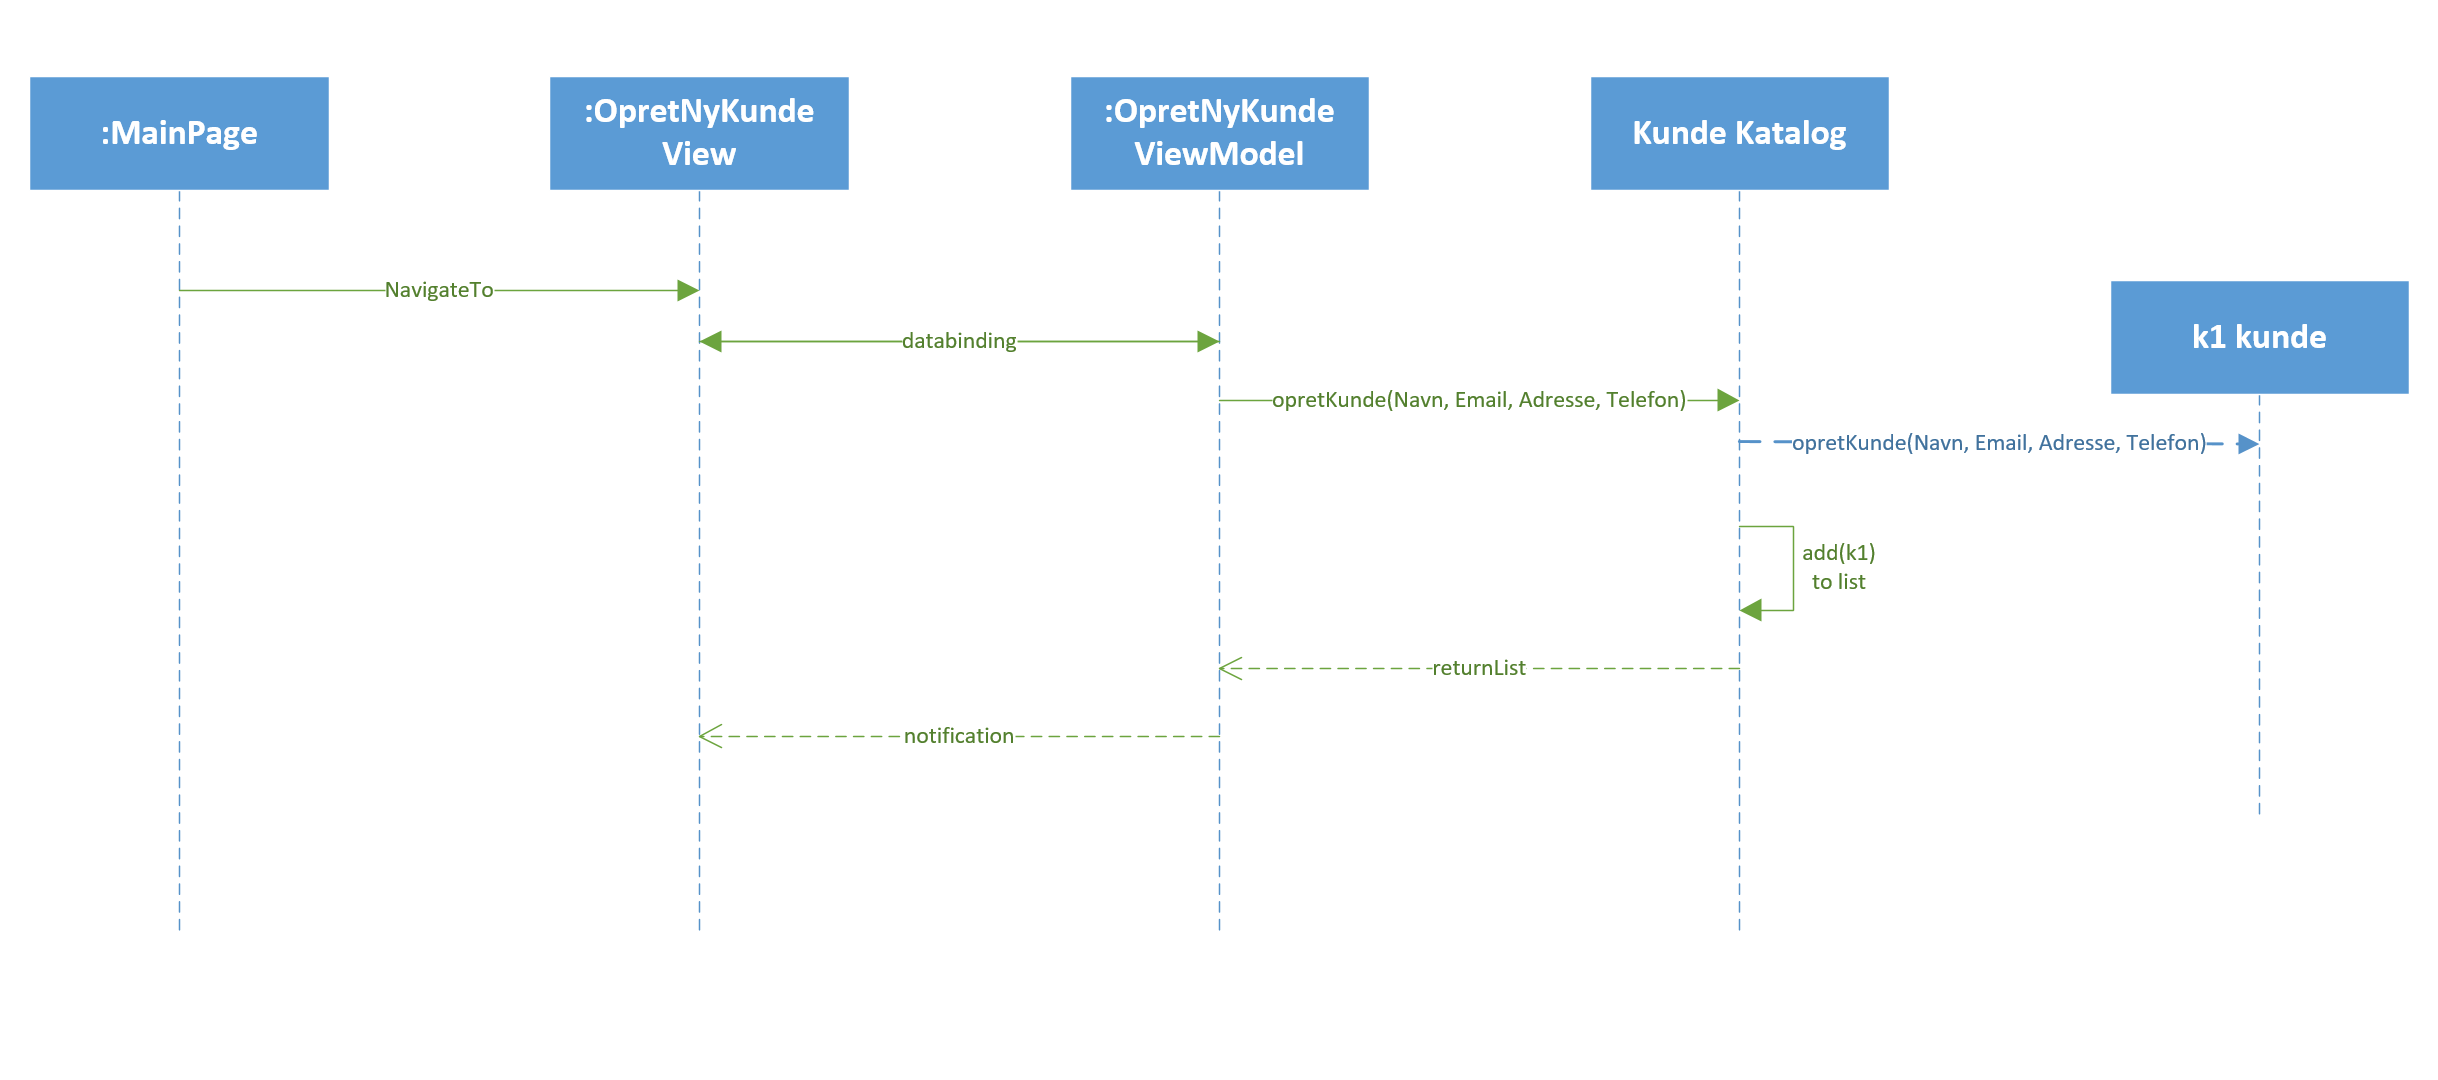 :MainPage
:OpretNyKunde
View
:OpretNyKunde
ViewModel
Kunde Katalog
NavigateTo
k1 kunde
databinding
opretKunde(Navn, Email, Adresse, Telefon)
opretKunde(Navn, Email, Adresse, Telefon)
add(k1)
to list
returnList
notification